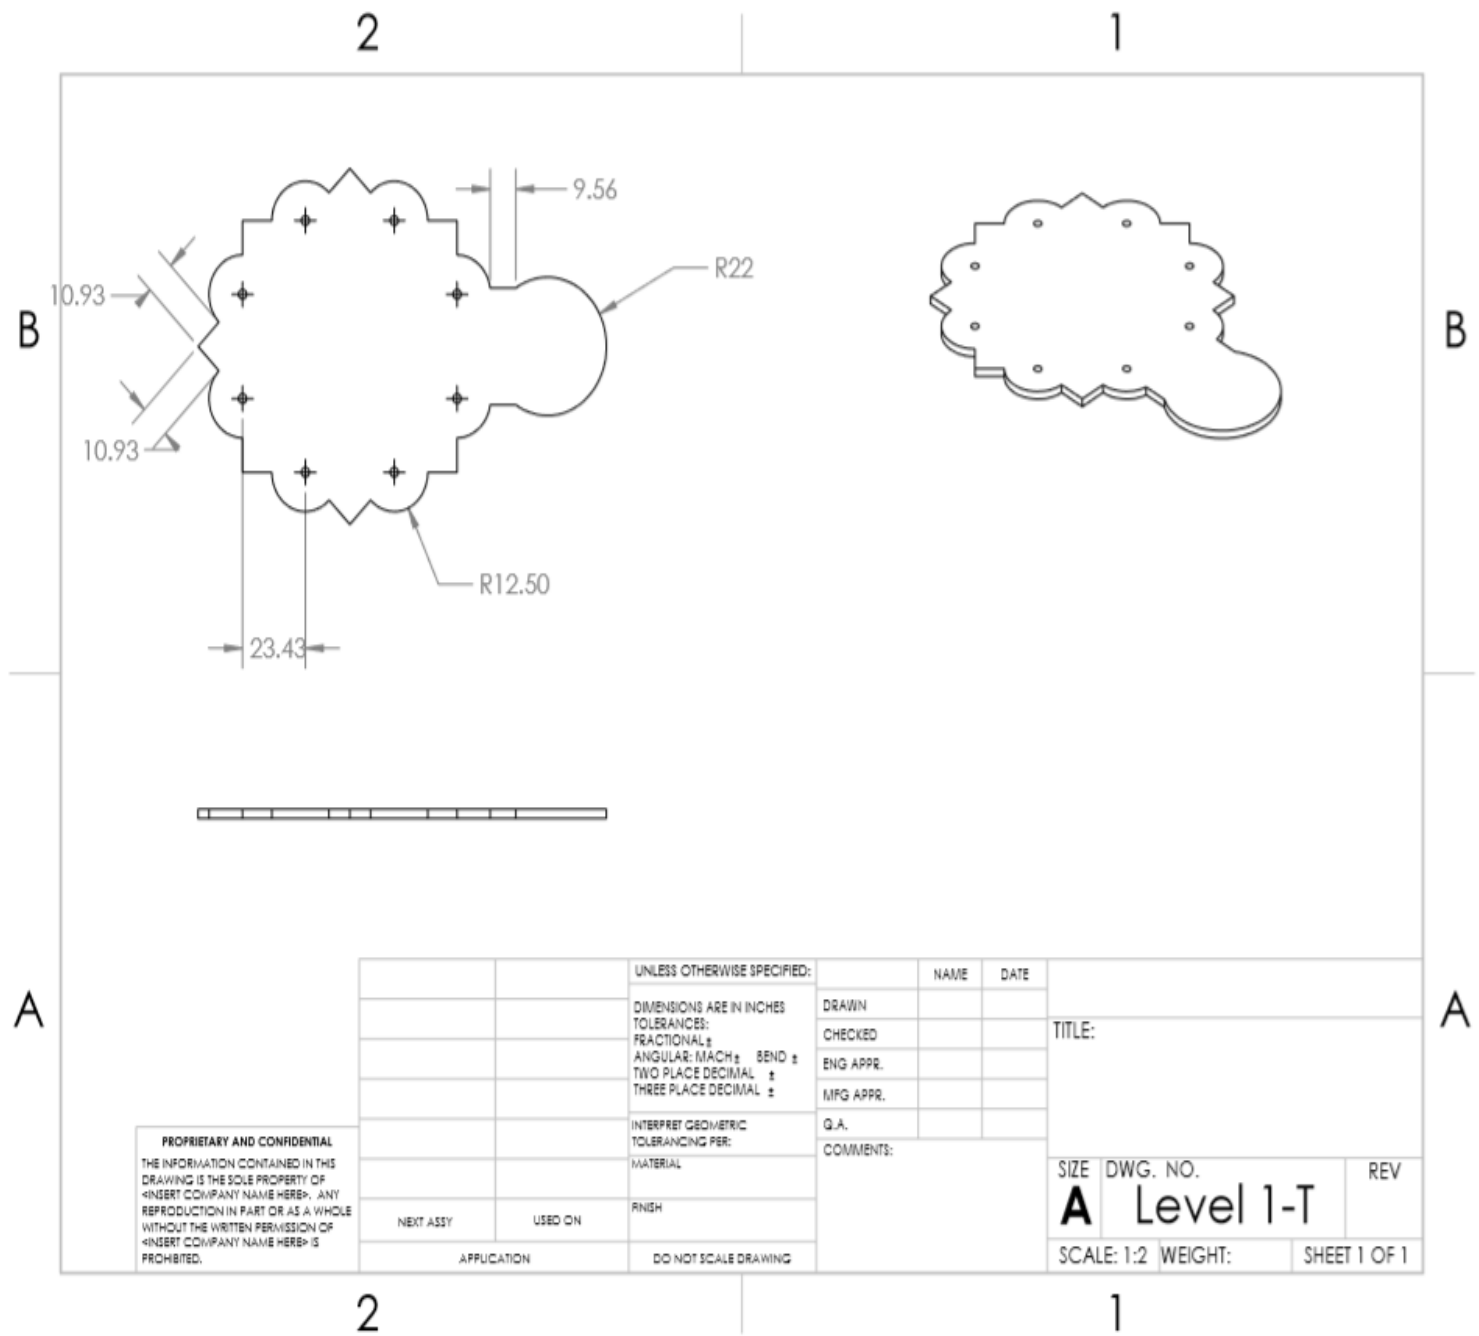 2
1
9.56
R22
10.93
B
B
10.93
R12.50
23.43
A
A
UNLESS OTHERWISE SPECIFIED:
DIMENSIONS ARE IN INCHES
TOLERANCES:
FRACTIONAL ±
ANGULAR: MACH ± BEND ±
TWO PLACE DECIMAL ±
THREE PLACE DECIMAL ±
INTERPRET GEOMETRIC
TOLERANCING PER:
MATERIAL
FINISH
DO NOT SCALE DRAWING
NAME DATE
DRAWN
CHECKED
ENG APPR.
MFG APPR.
Q.A.
COMMENTS:
TITLE:
SIZE DWG. NO. REV
A Level 1-T
SCALE: 1:2 WEIGHT: SHEET 1 OF 1
PROPRIETARY AND CONFIDENTIAL
THE INFORMATION CONTAINED IN THIS
DRAWING IS THE SOLE PROPERTY OF
<INSERT COMPANY NAME HERE>. ANY
REPRODUCTION IN PART OR AS A WHOLE
WITHOUT THE WRITTEN PERMISSION OF
<INSERT COMPANY NAME HERE> IS
PROHIBITED.
NEXT ASSY USED ON
APPLICATION
2
1